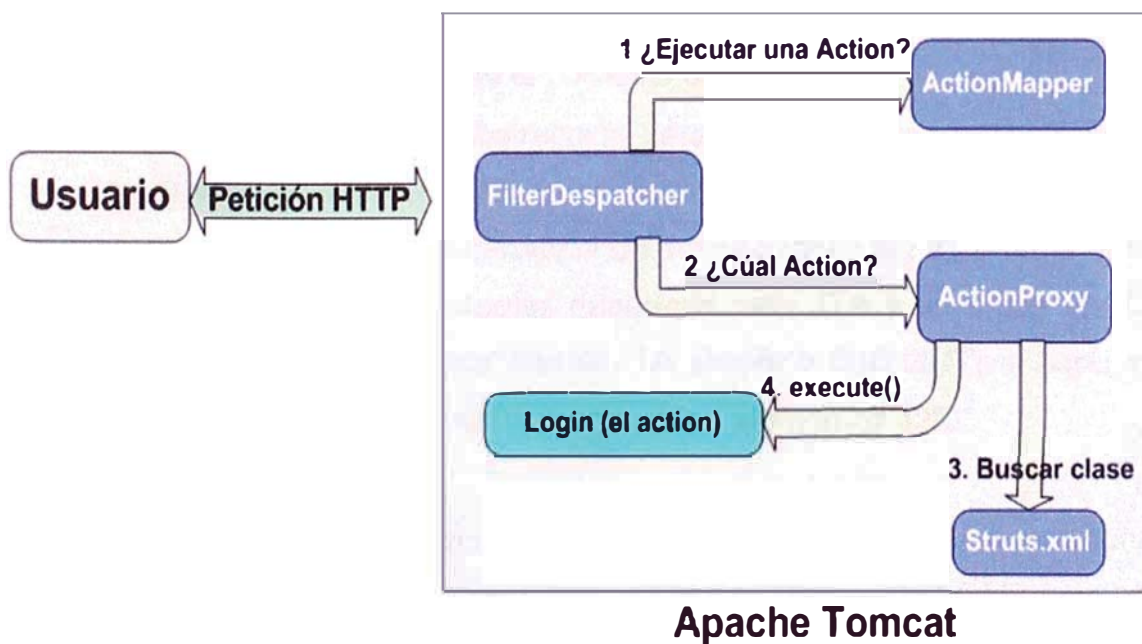 1 ¿Ejecutar una Action?
ActionMapper
Usuario
Petición HTTP
FilterDespatcher
2 ¿Cúal Action?
ActionProxy
4. execute()
Login (el action)
3. Buscar clase
Struts.xml
Apache Tomcat